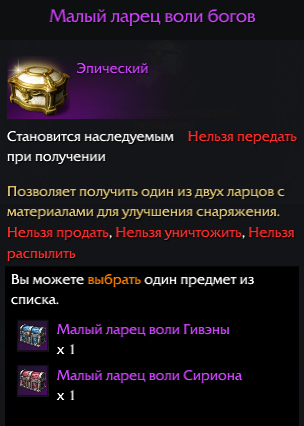 Малый ларец воли богов
Эпический
Становится наследуемым Нельзя передать
при получении
Позволяет получить один из двух ларцов с
материалами для улучшения снаряжения.
Нельзя продать, Нельзя уничтожить, Нельзя
распылить
Вы можете выбрать один предмет из
списка.
Малый ларец воли Гивэны
x 1
Малый ларец воли Сириона
x 1